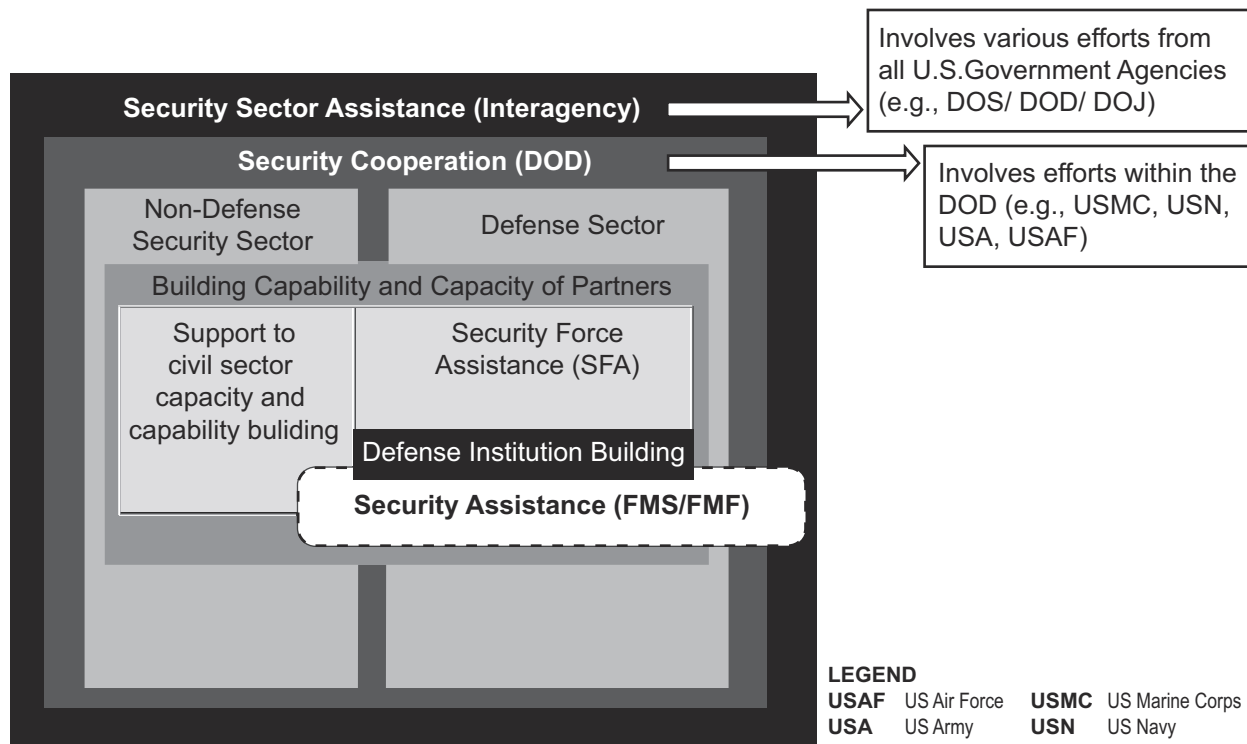 Involves various efforts from
all U.S.Government Agencies
(e.g., DOS/ DOD/ DOJ)
Security Sector Assistance (Interagency)
Security Cooperation (DOD)
Involves efforts within the
DOD (e.g., USMC, USN,
USA, USAF)
Non-Defense
Security Sector
Defense Sector
Building Capability and Capacity of Partners
Support to
civil sector
capacity and
capability buliding
Security Force
Assistance (SFA)
Defense Institution Building
Security Assistance (FMS/FMF)
LEGEND
USAF US Air Force USMC US Marine Corps
USA US Army USN US Navy